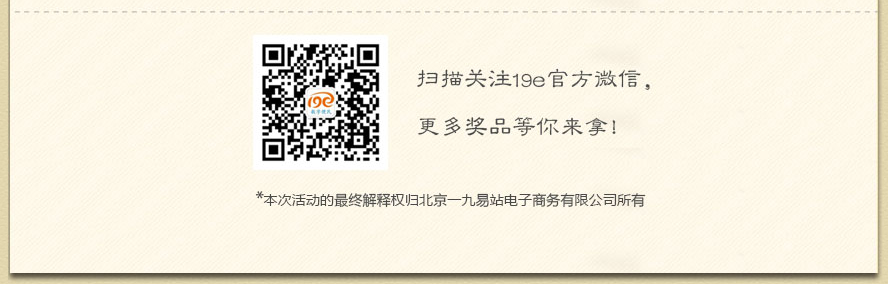 扫描关注19e官方微信，
更多奖品等你来拿！
19e
*本次活动的最终解释权归北京一九易站电子商务有限公司所有